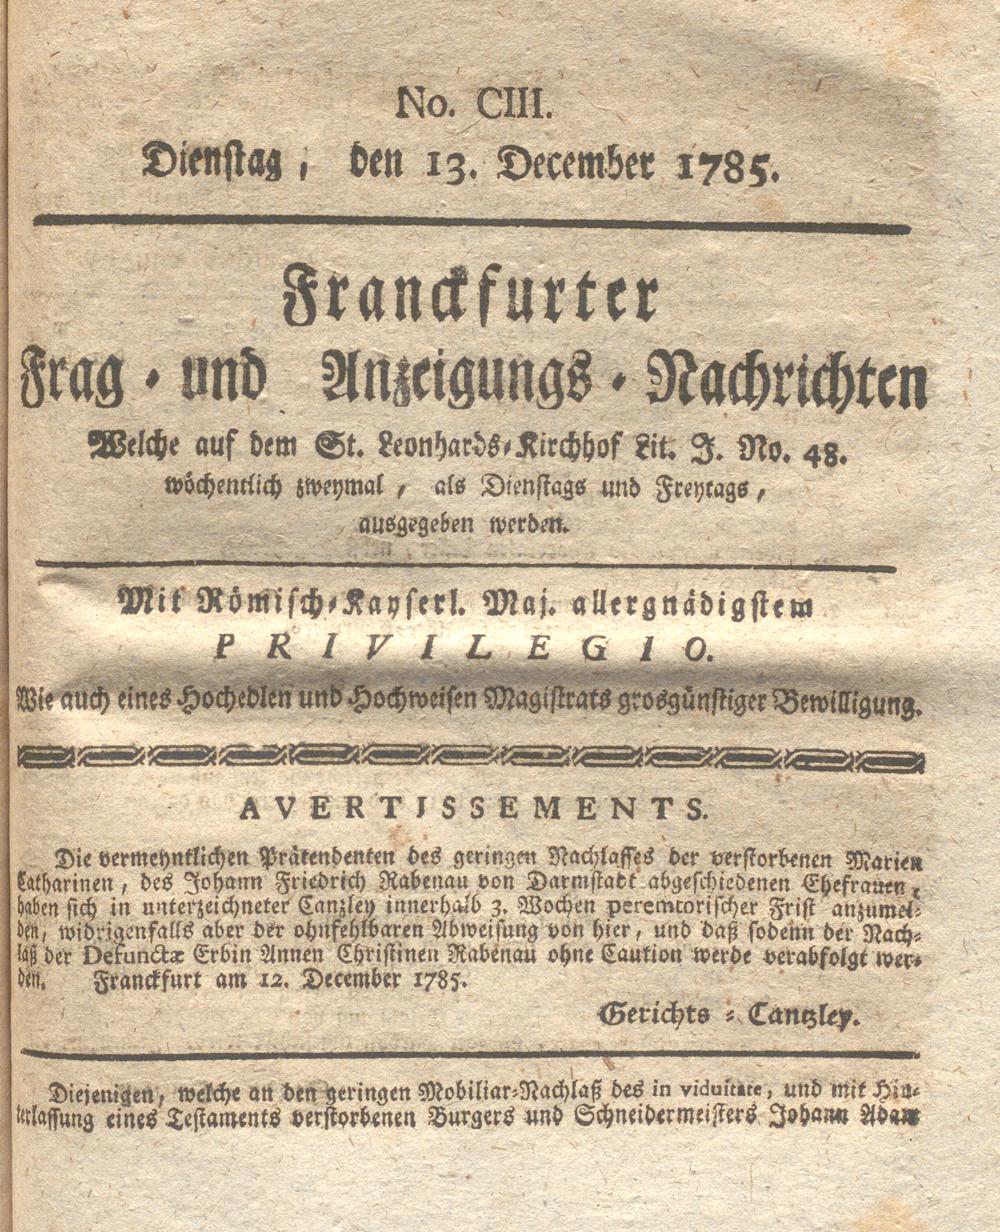 No. CIII.
Dienstag, den 13. December 1785.
Franckfurter
Frag- und Anzeigungs-Nachrichten
Welche auf dem St. Leonhards-Kirchhof Lit. J. No. 48.
wöchentlich zweymal, als Dienstags und Freytags,
ausgegeben werden.
Mit Römisch-Kayserl. Maj. allergnädigstem
PRIVILEGIO.
Wie auch eines Hochedlen und Hochweisen Magistrats grosgünstiger Bewilligung.
AVERTISSEMENTS.
Die vermeyntlichen Prätendenten des geringen Nachlasses der verstorbenen Marien
Catharinen, des Johann Friedrich Rabenau von Darmstadt abgeschiedenen Ehefrauen,
haben sich in unterzeichneter Canzley innerhalb 3. Wochen peremtorischer Frist anzumel-
den, widrigenfalls aber der ohnfehlbaren Abweisung von hier, und daß sodenn der Nach-
laß der Defunctæ Erbin Annen Christinen Rabenau ohne Caution werde verabfolgt wer-
den. Franckfurt am 12. December 1785.
Gerichts-Cantzley.
Diejenigen, welche an den geringen Mobiliar-Nachlaß des in viduitate, und mit Hin-
terlassung eines Testaments verstorbenen Burgers und Schneidermeisters Johann Adam